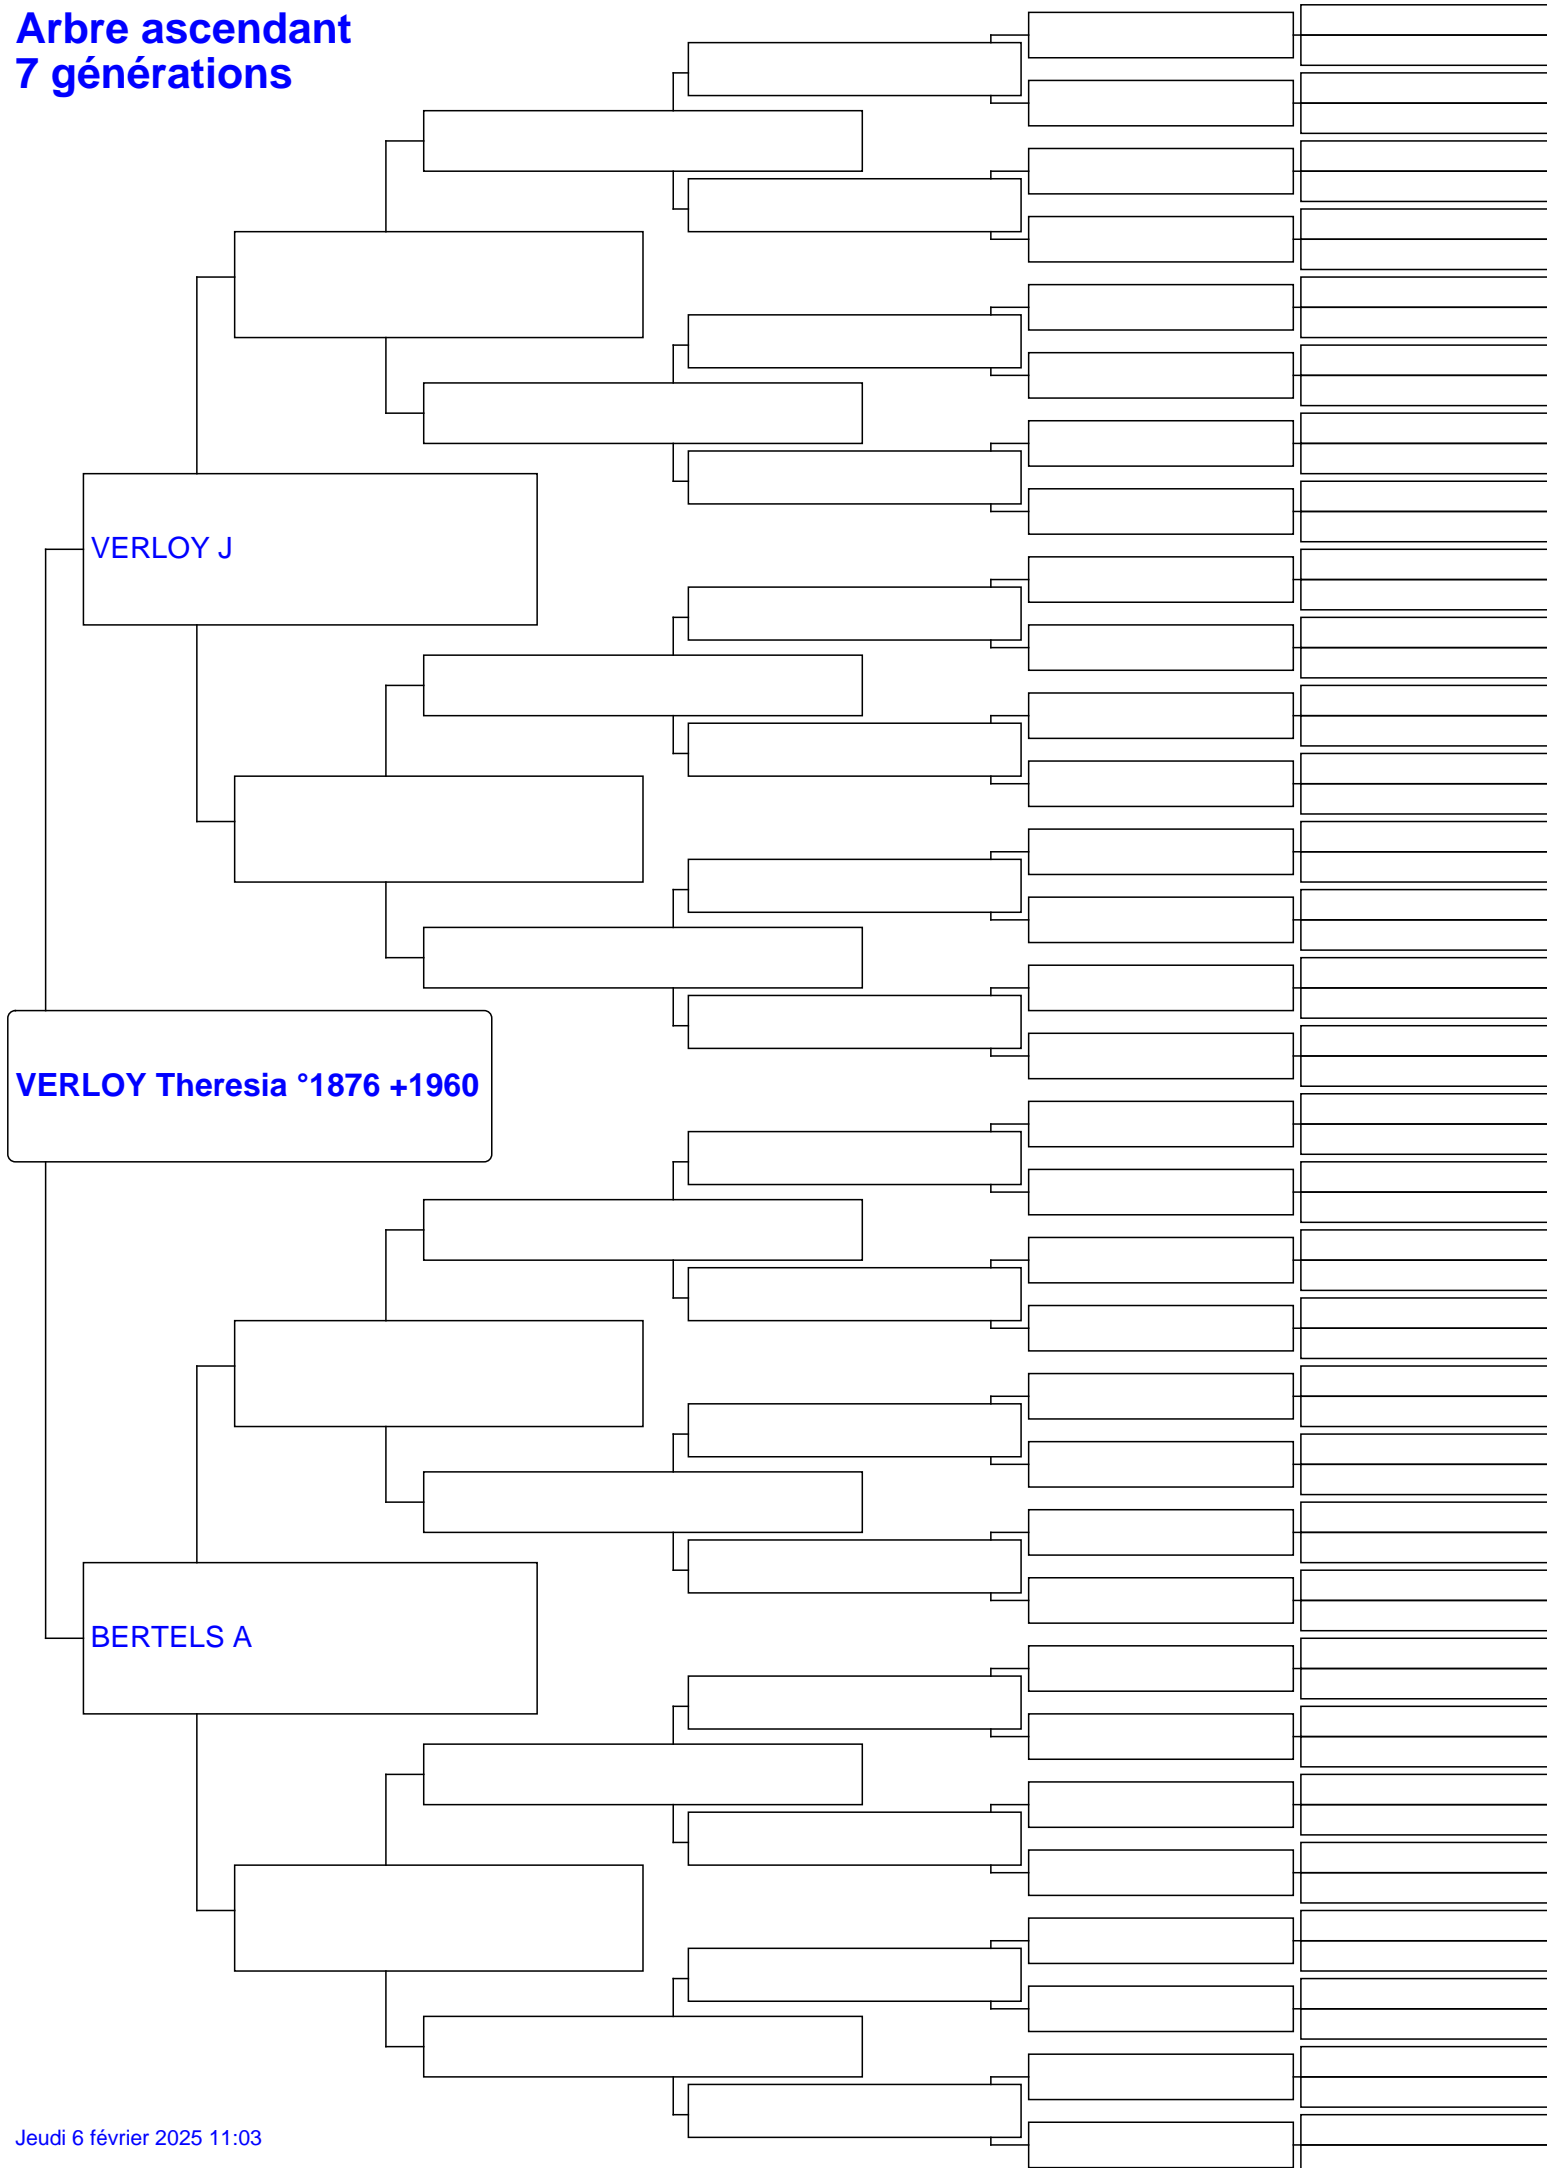 Arbre ascendant
7 générations
VERLOY J
VERLOY Theresia °1876 +1960
BERTELS A
Jeudi 6 février 2025 11:03